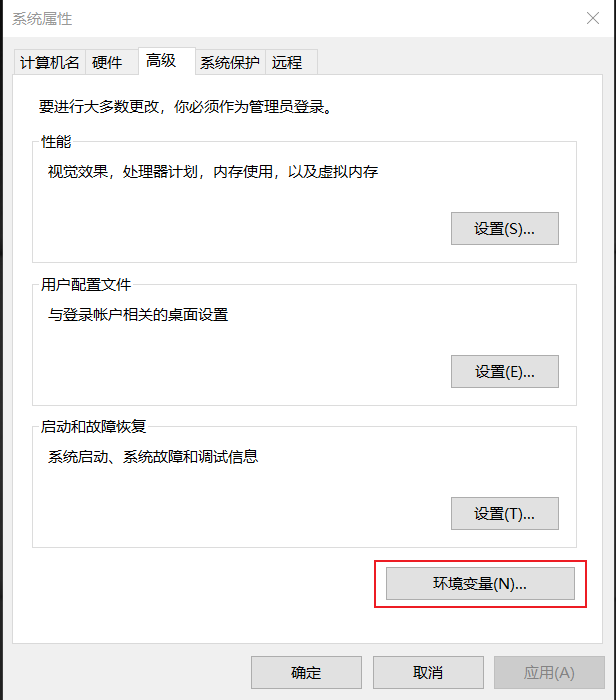 系统属性
计算机名 硬件 高级 系统保护 远程
要进行大多数更改，你必须作为管理员登录。
性能
视觉效果，处理器计划，内存使用，以及虚拟内存
设置(S)...
用户配置文件
与登录帐户相关的桌面设置
设置(E)...
启动和故障恢复
系统启动、系统故障和调试信息
设置(T)...
环境变量(N)...
确定 取消 应用(A)